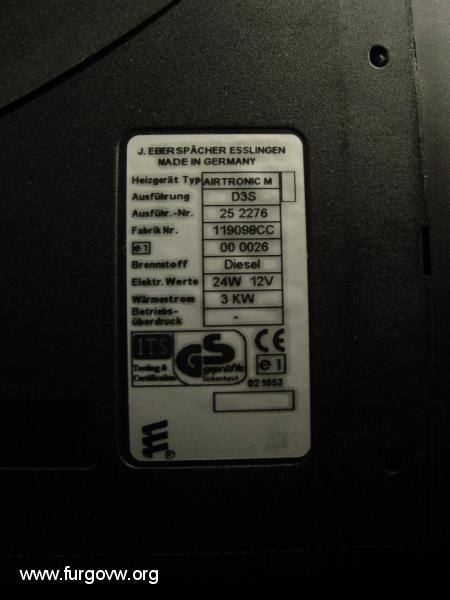 J. EBERSPÄCHER ESSLINGEN
MADE IN GERMANY
Heizgerät Typ AIRTRONIC M
Ausführung D3S
Ausführ.-Nr. 25 2276
Fabrik Nr. 119098CC
e1 00 0026
Brennstoff Diesel
Elektr. Werte 24W 12V
Wärmestrom 3 KW
Betriebs-
überdruck -
ITS
Testing &
Certification
GS
geprüfte
Sicherheit
CE
e1
021653
www.furgovw.org